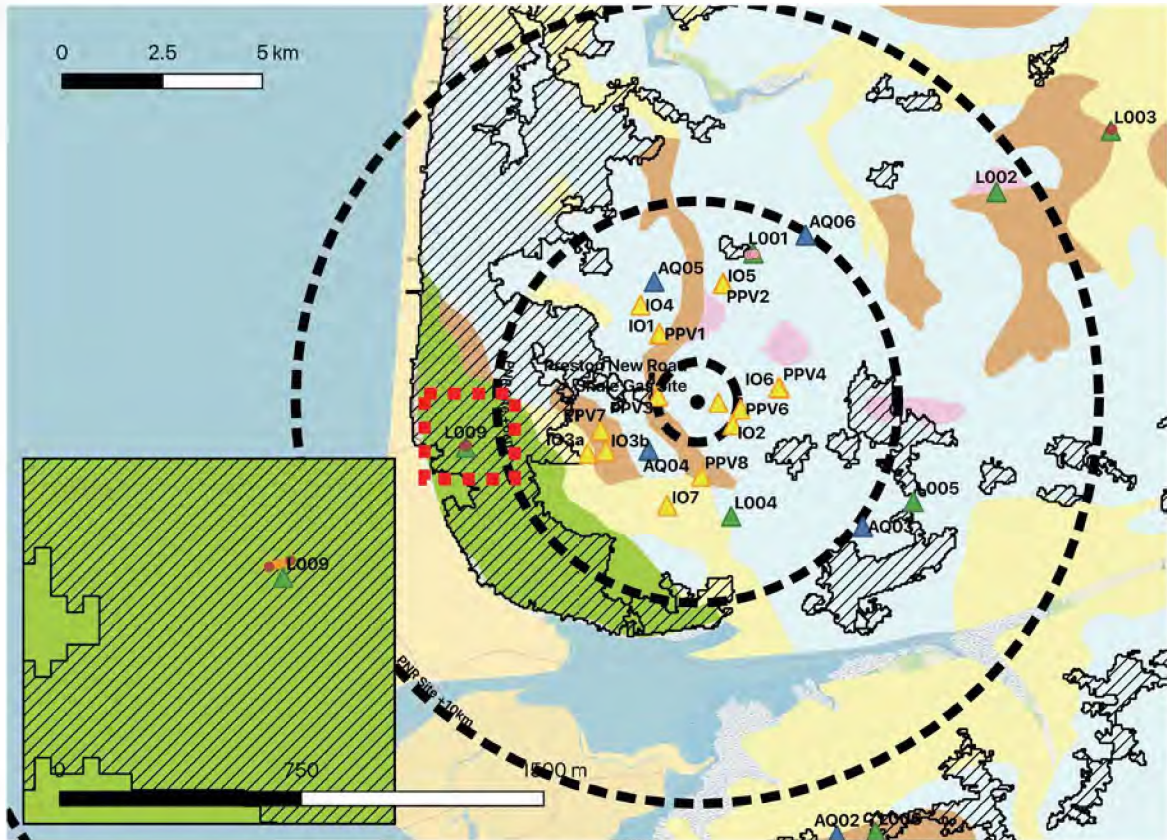 0 2.5 5 km
L003
L002
AQ06
L001
AQ05
IO5
PPV2
IO4
IO1
PPV1
Preston New Road
Shale Gas Site
IO6
PPV4
PPV3
PPV6
PPV7
IO2
L009
IO3a
IO3b
AQ04
PPV8
IO7
L004
L005
AQ03
L009
PNR Site +10km
0 750 1500 m
AQ02